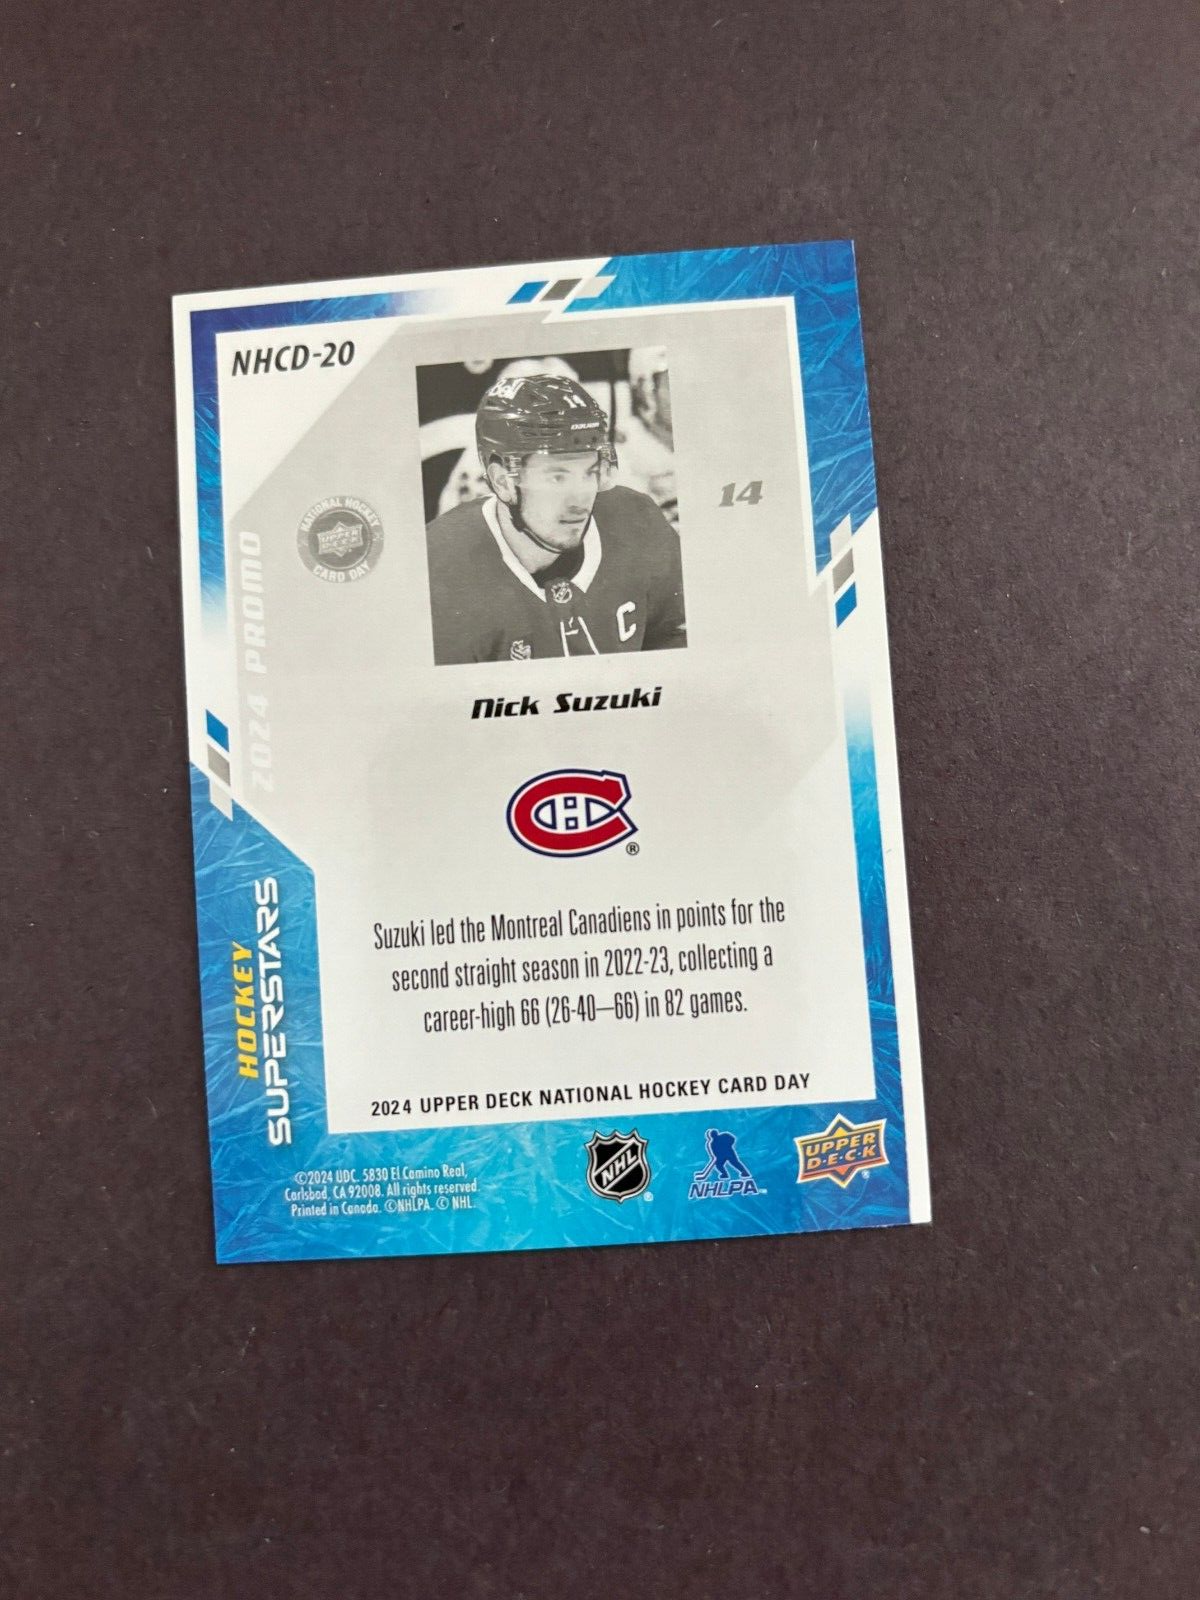 NHCD-20
Bell
14
BAUER
14
NATIONAL HOCKEY
UPPER
DECK
CARD DAY
2024 PROMO
C
Nick Suzuki
®
Suzuki led the Montreal Canadiens in points for the
second straight season in 2022-23, collecting a
career-high 66 (26-40—66) in 82 games.
2024 UPPER DECK NATIONAL HOCKEY CARD DAY
HOCKEY
SUPERSTARS
©2024 UDC. 5830 El Camino Real,
Carlsbad, CA 92008. All rights reserved.
Printed in Canada. ©NHLPA. © NHL.
NHL
®
NHLPA
UPPER
D·E·C·K
®